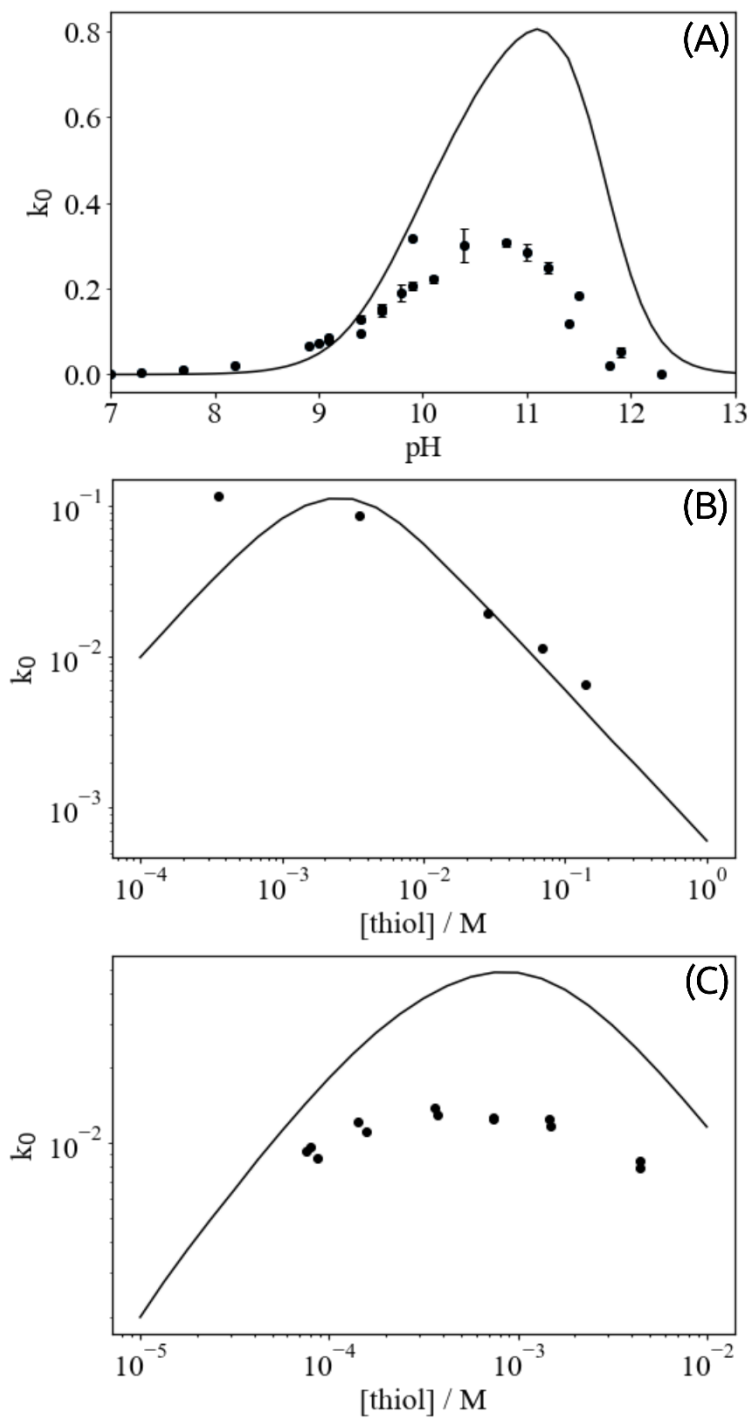 (A)
0.8
0.6
0.4
0.2
0.0
k₀
7 8 9 10 11 12 13
pH
(B)
10⁻¹
10⁻²
10⁻³
k₀
10⁻⁴ 10⁻³ 10⁻² 10⁻¹ 10⁰
[thiol] / M
(C)
10⁻²
k₀
10⁻⁵ 10⁻⁴ 10⁻³ 10⁻²
[thiol] / M